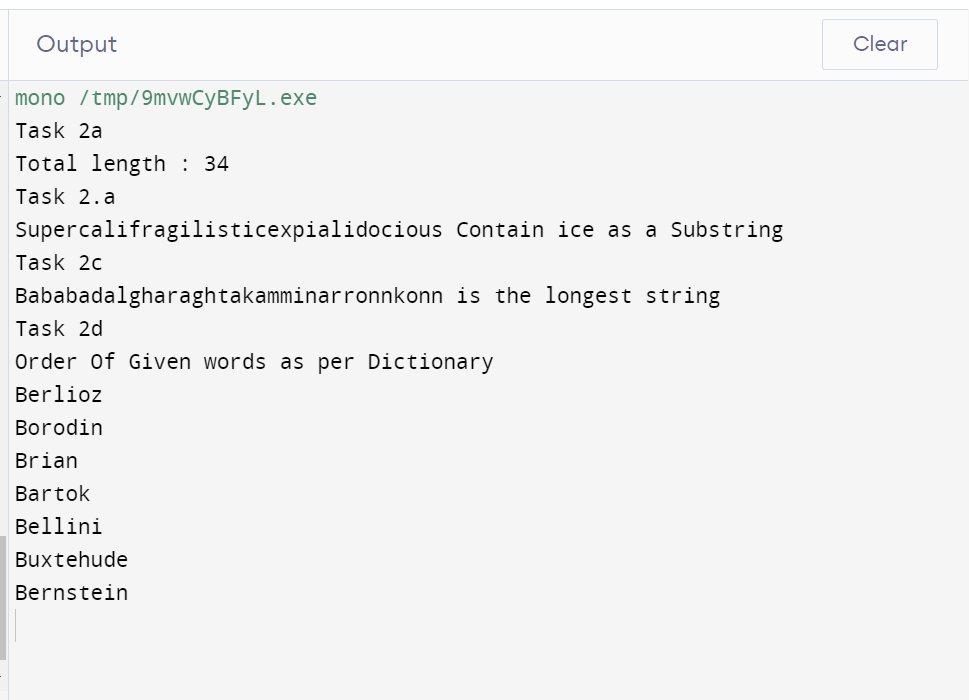 Output
Clear
mono /tmp/9mvwCyBFyL.exe
Task 2a
Total length : 34
Task 2.a
Supercalifragilisticexpialidocious Contain ice as a Substring
Task 2c
Bababadalgharaghtakamminarronnkonn is the longest string
Task 2d
Order Of Given words as per Dictionary
Berlioz
Borodin
Brian
Bartok
Bellini
Buxtehude
Bernstein